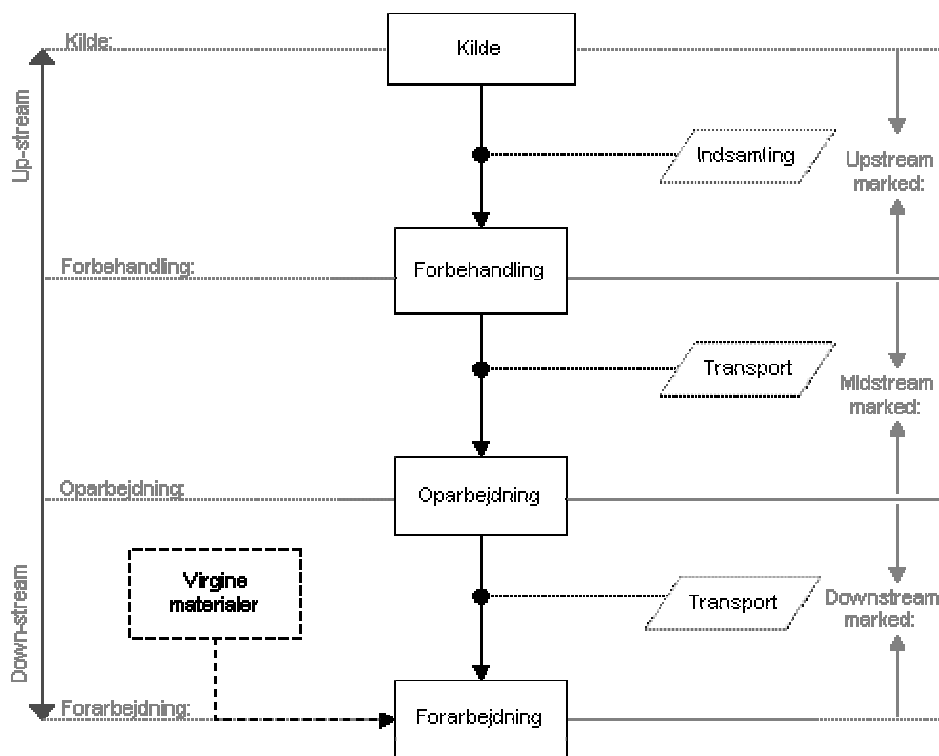 Kilde:
Kilde
Up-stream
Indsamling
Upstream
marked:
Forbehandling:
Forbehandling
Transport
Midstream
marked:
Oparbejdning:
Oparbejdning
Virgine
materialer
Transport
Downstream
marked:
Down-stream
Forarbejdning:
Forarbejdning